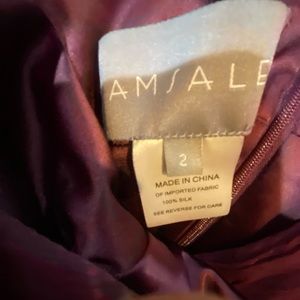 AMSALE
2
MADE IN CHINA
OF IMPORTED FABRIC
100% SILK
SEE REVERSE FOR CARE